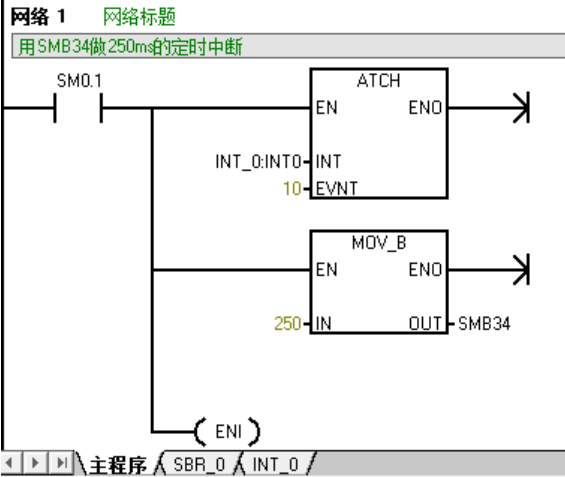 网络 1 网络标题
用SMB34做250ms的定时中断
SM0.1
ATCH
EN ENO
INT_0:INT0 INT
10 EVNT
MOV_B
EN ENO
250 IN OUT SMB34
ENI
主程序 SBR_0 INT_0